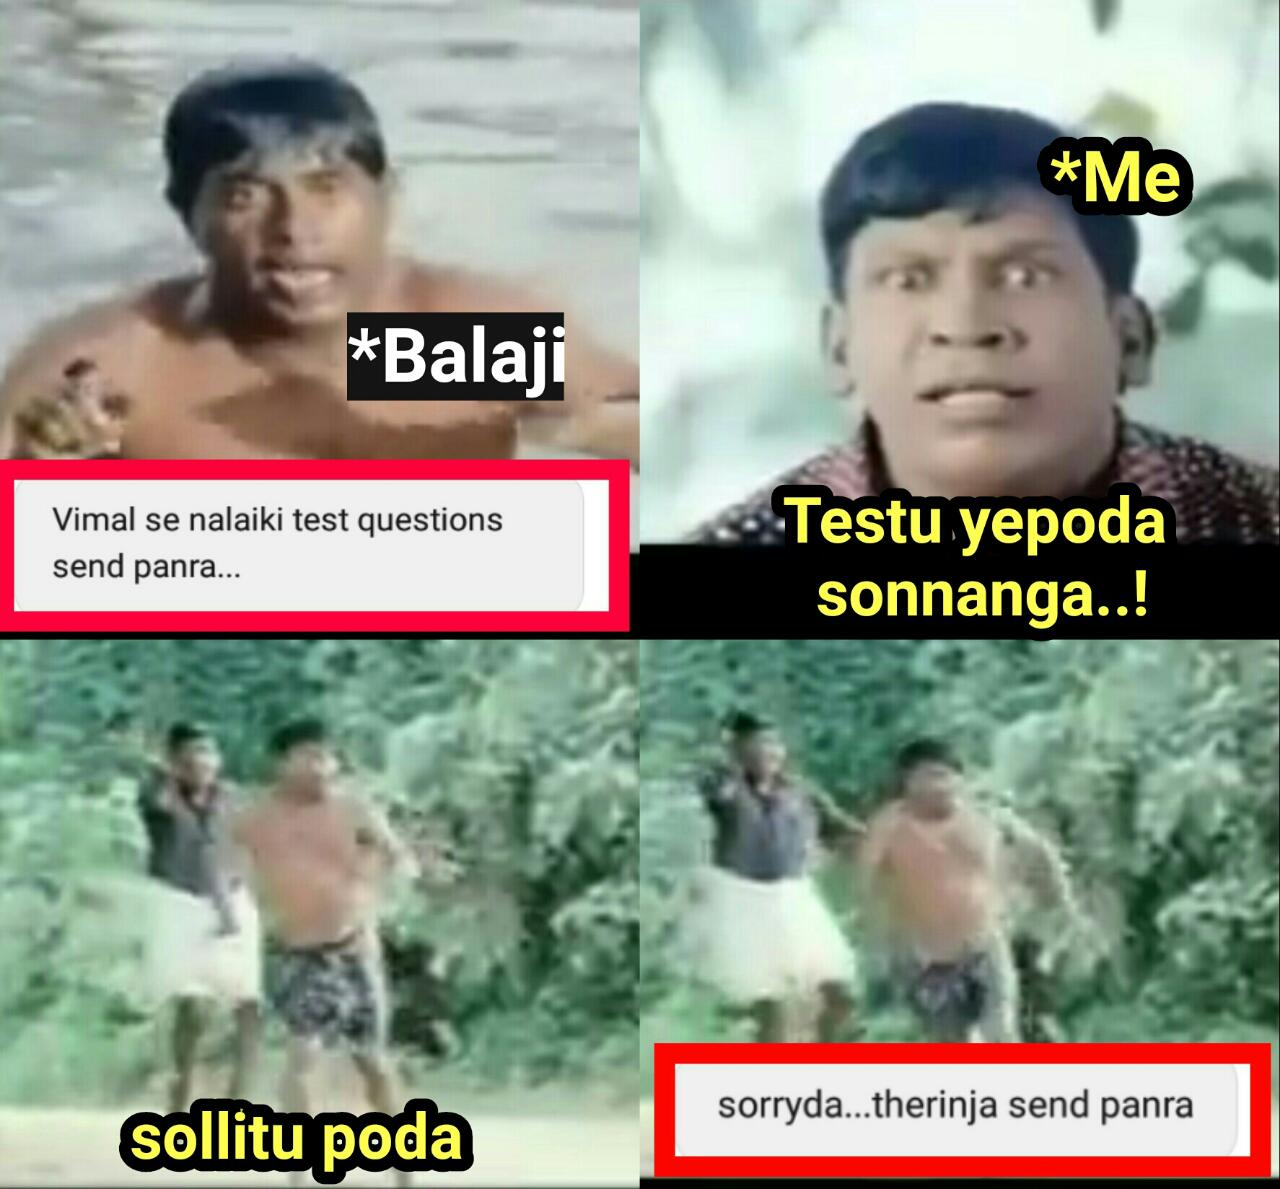 *Balaji
Vimal se nalaiki test questions
send panra...
*Me
Testu yepoda
sonnanga..!
sollitu poda
sorryda...therinja send panra